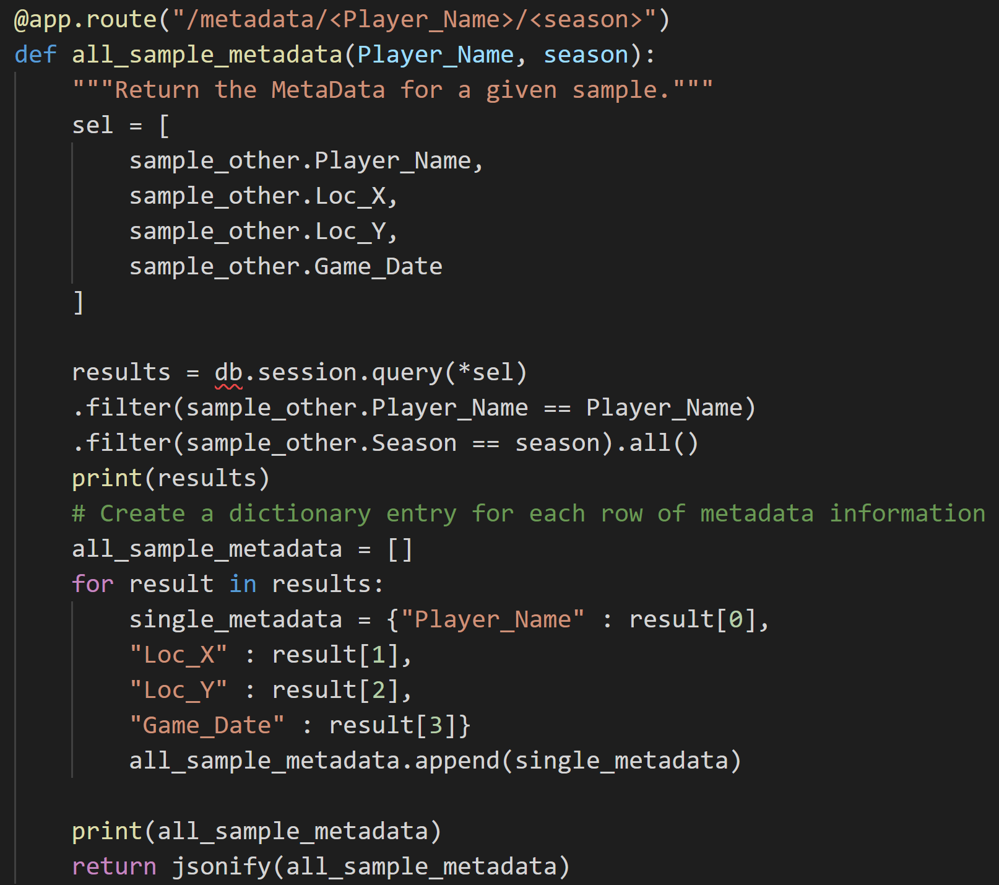 @app.route("/metadata/<Player_Name>/<season>")
def all_sample_metadata(Player_Name, season):
    """Return the MetaData for a given sample."""
    sel = [
        sample_other.Player_Name,
        sample_other.Loc_X,
        sample_other.Loc_Y,
        sample_other.Game_Date
    ]

    results = db.session.query(*sel)
    .filter(sample_other.Player_Name == Player_Name)
    .filter(sample_other.Season == season).all()
    print(results)
    # Create a dictionary entry for each row of metadata information
    all_sample_metadata = []
    for result in results:
        single_metadata = {"Player_Name" : result[0],
        "Loc_X" : result[1],
        "Loc_Y" : result[2],
        "Game_Date" : result[3]}
        all_sample_metadata.append(single_metadata)

    print(all_sample_metadata)
    return jsonify(all_sample_metadata)